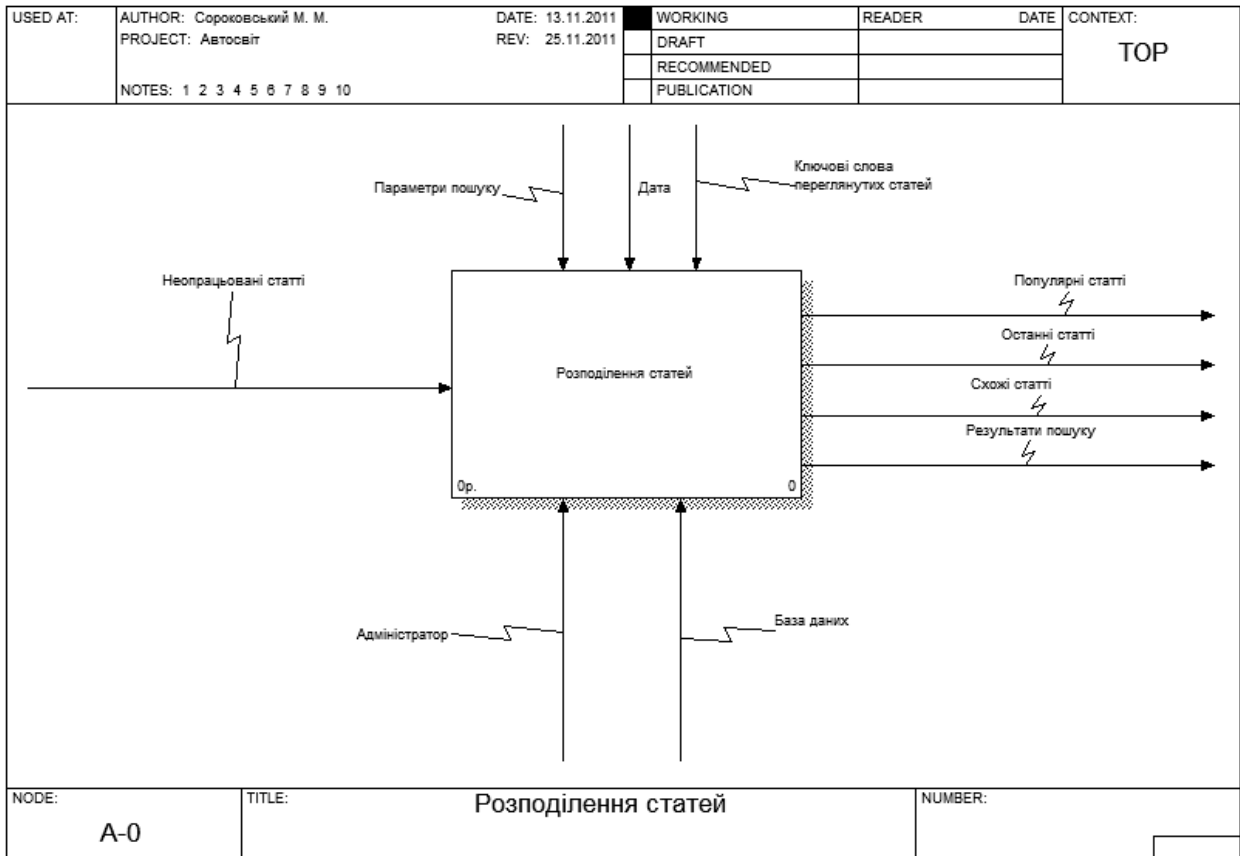 USED AT:
AUTHOR: Сороковський М. М.
DATE: 13.11.2011
PROJECT: Автосвіт
REV: 25.11.2011
NOTES: 1 2 3 4 5 6 7 8 9 10
WORKING
DRAFT
RECOMMENDED
PUBLICATION
READER
DATE
CONTEXT:
TOP
Параметри пошуку
Дата
Ключові слова
переглянутих статей
Неопрацьовані статті
Розподілення статей
0р.
0
Популярні статті
Останні статті
Схожі статті
Результати пошуку
Адміністратор
База даних
NODE:
A-0
TITLE:
Розподілення статей
NUMBER: